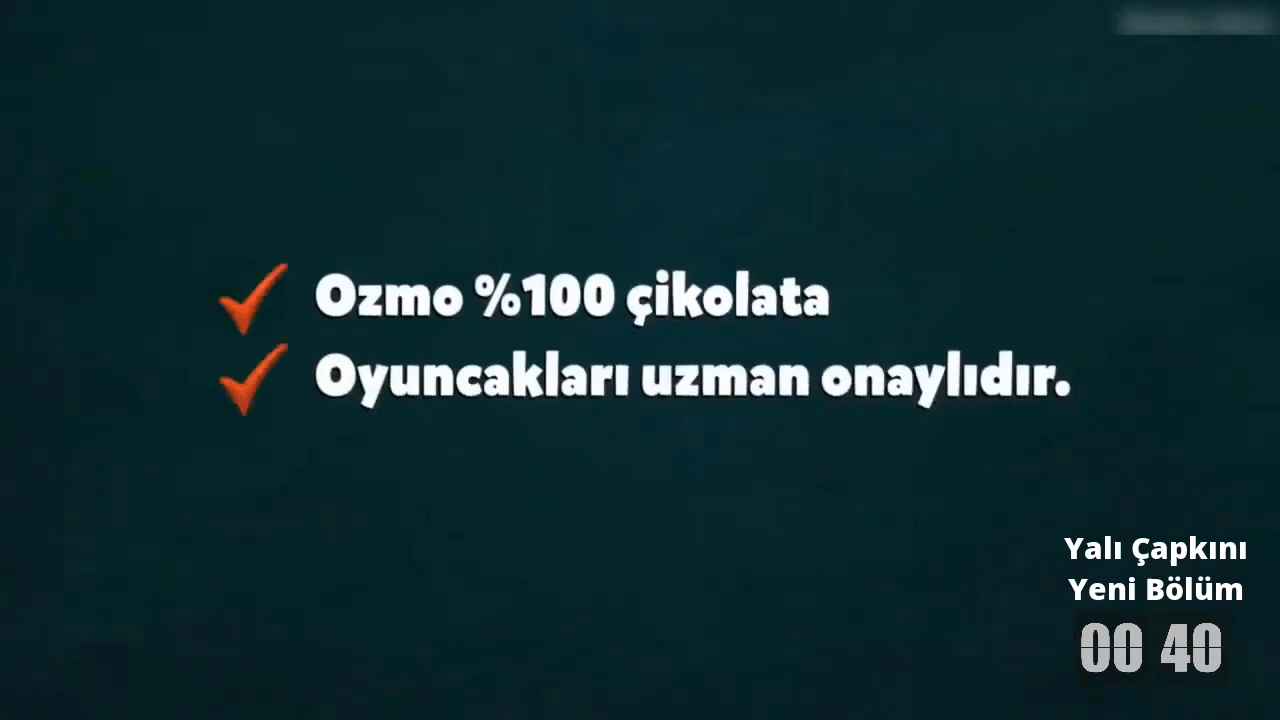 Ozmo %100 çikolata
Oyuncakları uzman onaylıdır.
Yalı Çapkını
Yeni Bölüm
00 40